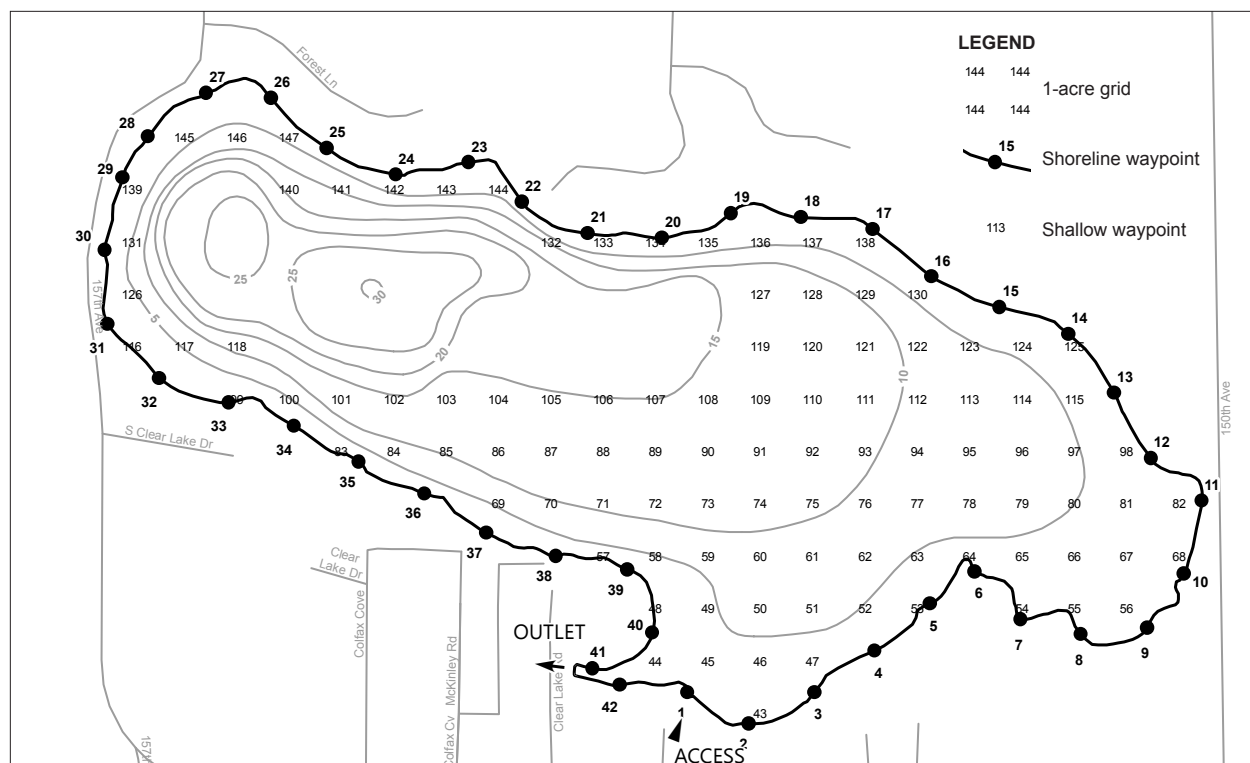 LEGEND
144 144
1-acre grid
144 144
15
Shoreline waypoint
113
Shallow waypoint
Forest Ln
27
26
28
145 146 147
25
23
24
29
139
140 141 142 143 144
22
19
18
17
21
20
30
131
132 133 134 135 136 137 138
16
25
25
30
126
127 128 129 130
15
157th Ave
5
15
14
31
116 117 118
20
119 120 121 122 123 124 125
10
13
150th Ave
32
33
99 100 101 102 103 104 105 106 107 108 109 110 111 112 113 114 115
S Clear Lake Dr
34
12
83 84 85 86 87 88 89 90 91 92 93 94 95 96 97 98
35
11
36
69 70 71 72 73 74 75 76 77 78 79 80 81 82
37
38
57 58 59 60 61 62 63 64 65 66 67 68
Clear
Lake Dr
39
6
10
48 49 50 51 52 53 54 55 56
5
Colfax Cove
OUTLET
40
7
8
9
4
41
44 45 46 47
McKinley Rd
Clear Lake Rd
42
1
3
43
2
Colfax Cv
157th
ACCESS